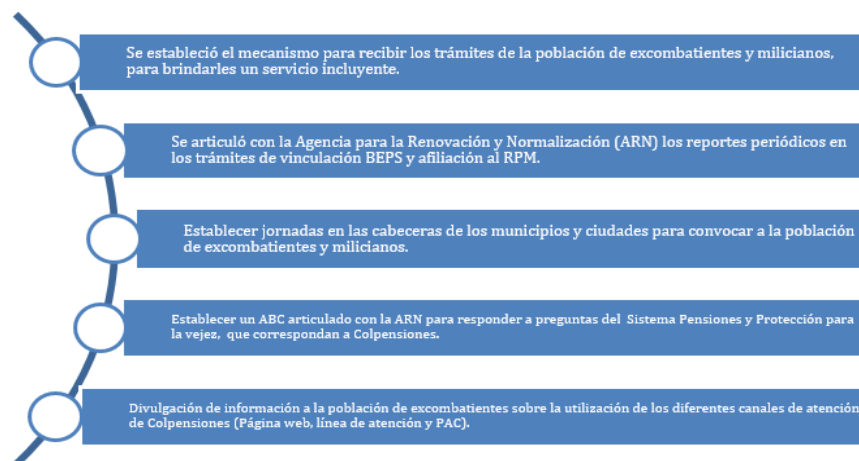 Se estableció el mecanismo para recibir los trámites de la población de excombatientes y milicianos,
para brindarles un servicio incluyente.
Se articuló con la Agencia para la Renovación y Normalización (ARN) los reportes periódicos en
los trámites de vinculación BEPS y afiliación al RPM.
Establecer jornadas en las cabeceras de los municipios y ciudades para convocar a la población
de excombatientes y milicianos.
Establecer un ABC articulado con la ARN para responder a preguntas del Sistema Pensiones y Protección para
la vejez, que correspondan a Colpensiones.
Divulgación de información a la población de excombatientes sobre la utilización de los diferentes canales de atención
de Colpensiones (Página web, línea de atención y PAC).